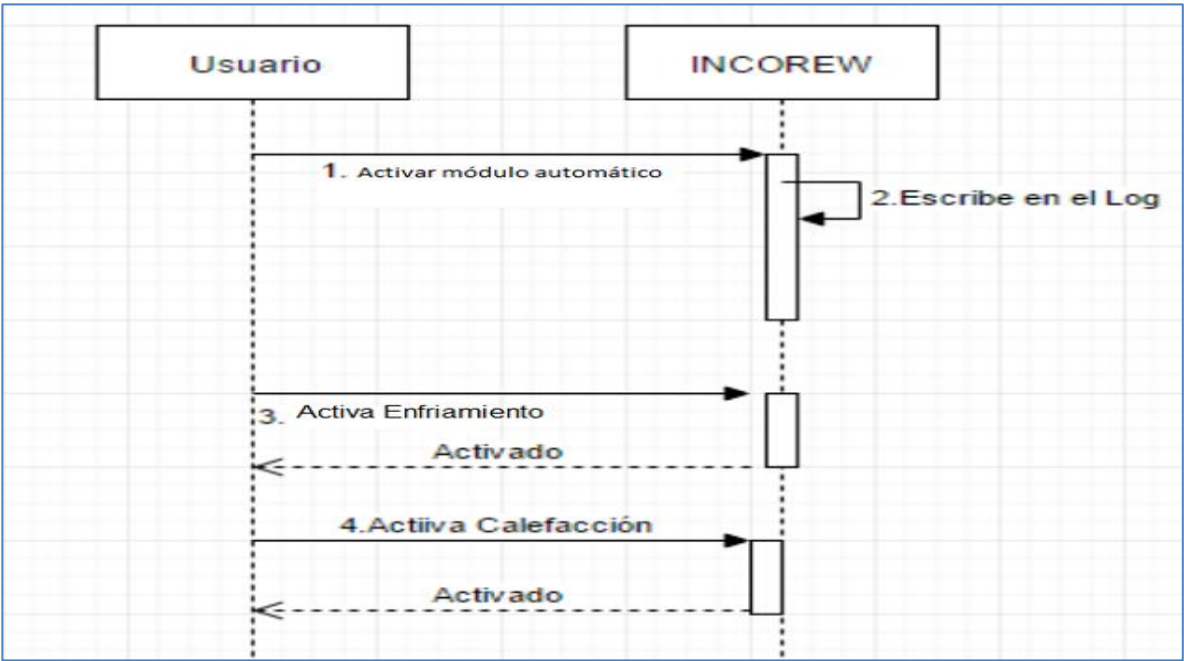 Usuario
INCOREW
1. Activar módulo automático
2.Escribe en el Log
3. Activa Enfriamiento
Activado
4.Actiiva Calefacción
Activado